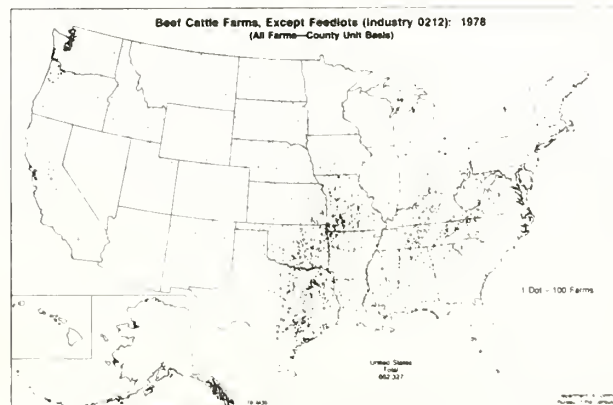 Beef Cattle Farms, Except Feedlots (Industry 0212): 1978
(All Farms—County Unit Basis)
1 Dot – 100 Farms
United States
Total